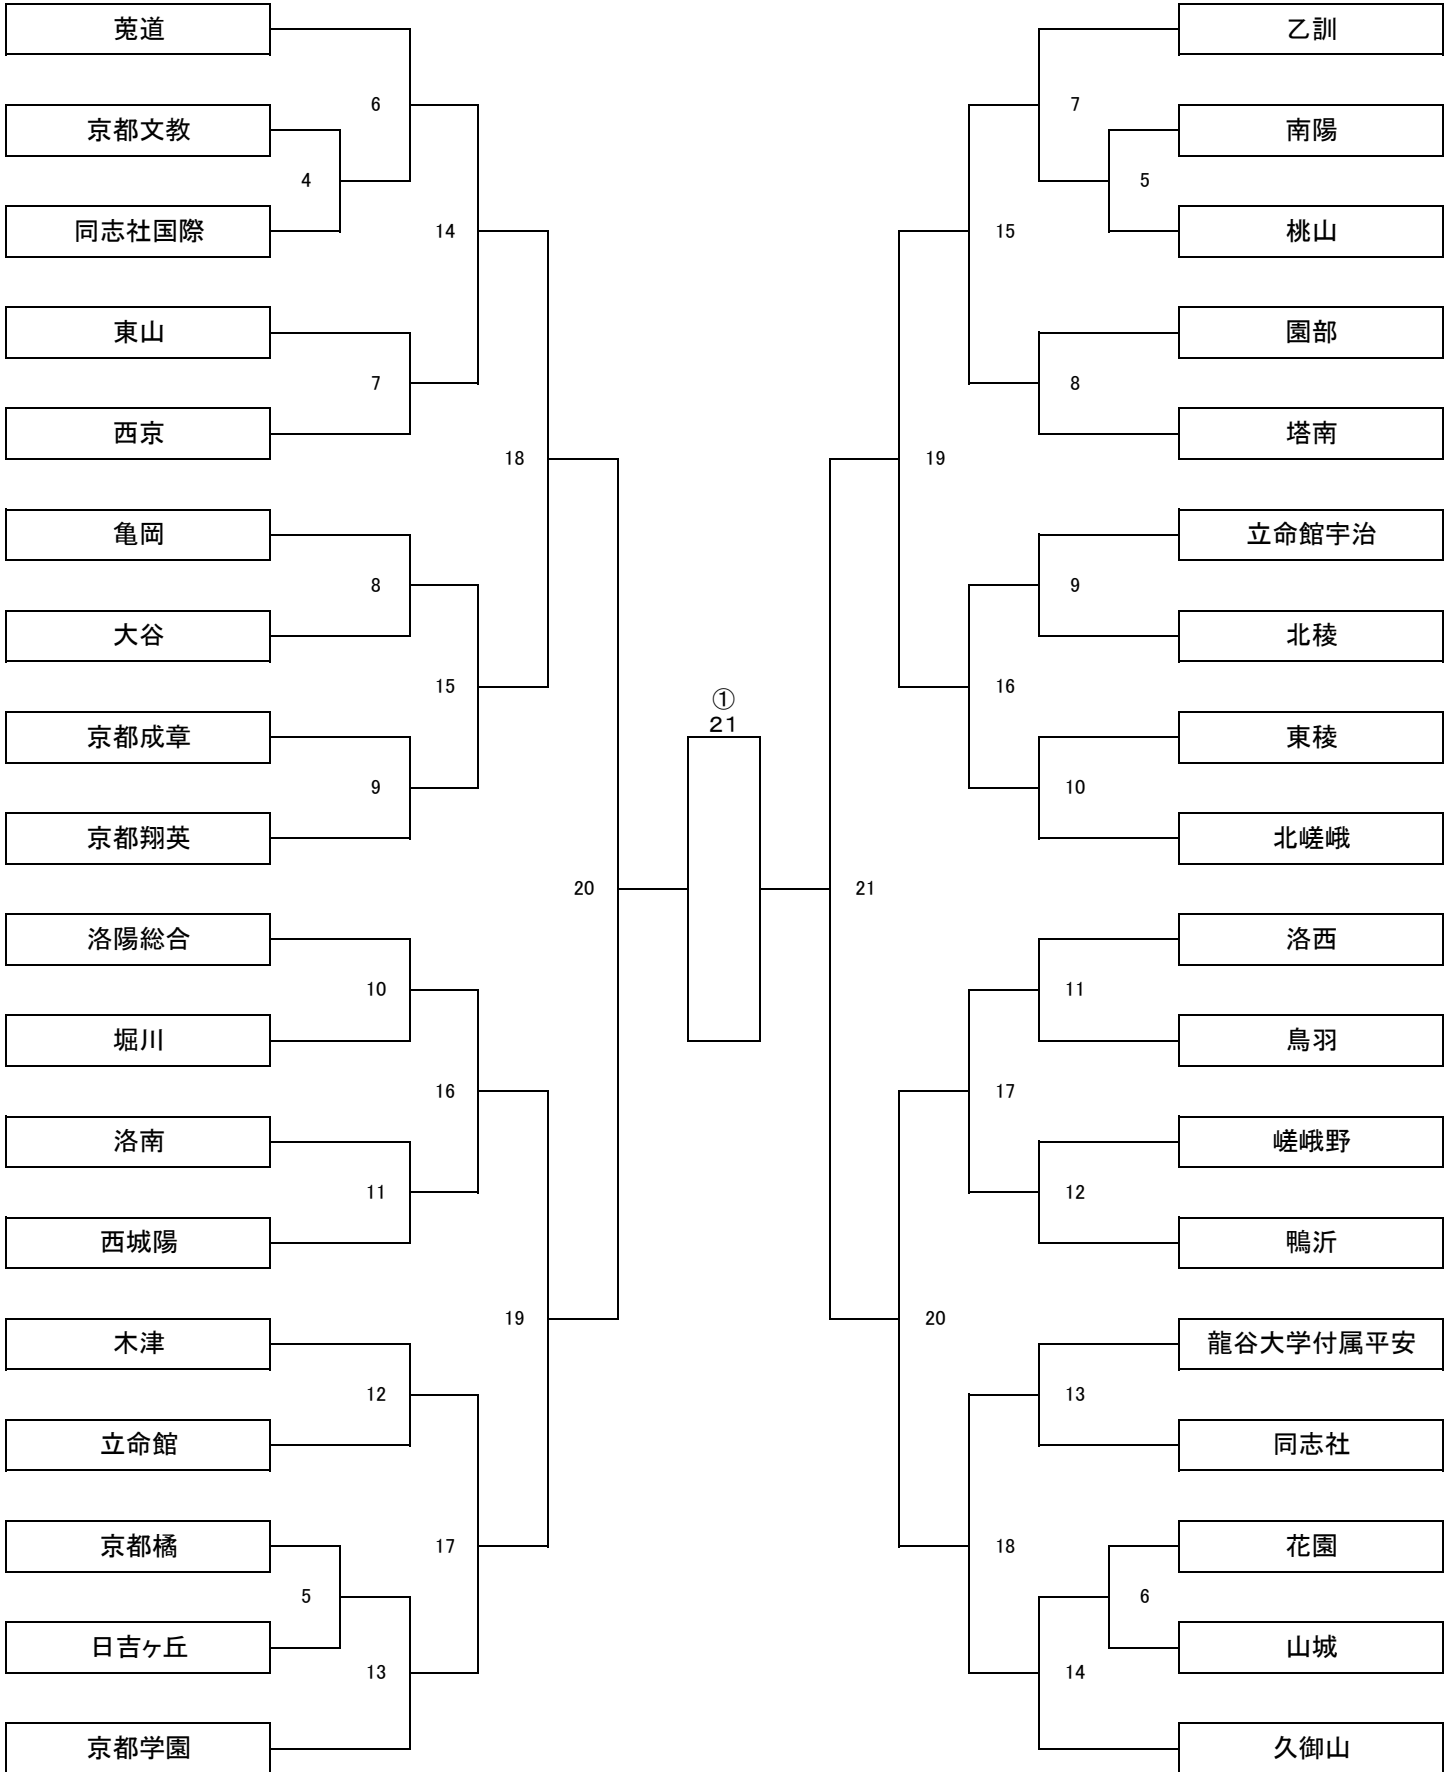 莵道
乙訓
6
7
京都文教
南陽
4
5
同志社国際
桃山
14
15
東山
園部
7
8
西京
塔南
18
19
亀岡
立命館宇治
8
9
大谷
北稜
15
16
①
21
京都成章
東稜
9
10
京都翔英
北嵯峨
20
21
洛陽総合
洛西
10
11
堀川
鳥羽
16
17
洛南
嵯峨野
11
12
西城陽
鴨沂
19
20
木津
龍谷大学付属平安
12
13
立命館
同志社
京都橘
花園
17
18
5
6
日吉ヶ丘
山城
13
14
京都学園
久御山